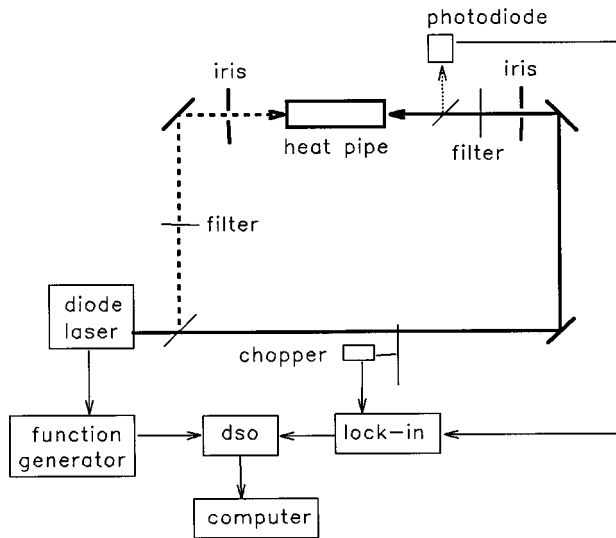 photodiode
iris
iris
heat pipe
filter
filter
diode
laser
chopper
function
generator
dso
lock-in
computer